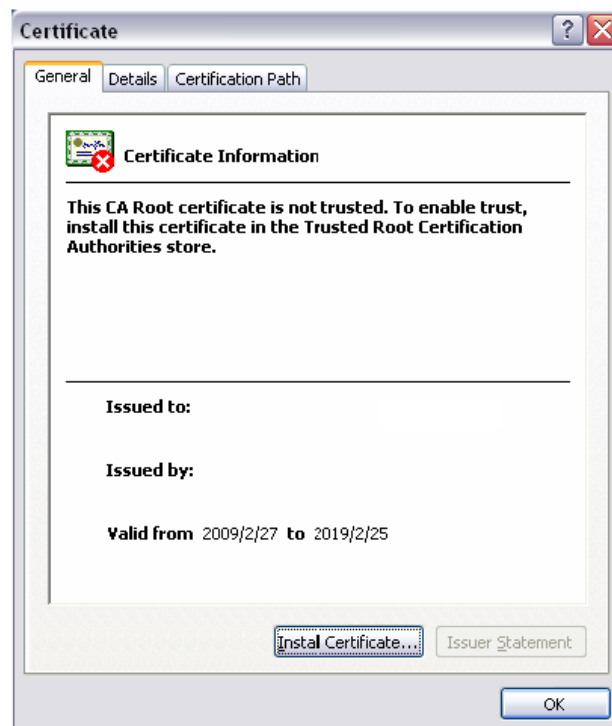 Certificate
General Details Certification Path
Certificate Information
This CA Root certificate is not trusted. To enable trust,
install this certificate in the Trusted Root Certification
Authorities store.
Issued to:
Issued by:
Valid from 2009/2/27 to 2019/2/25
Instal Certificate... Issuer Statement
OK